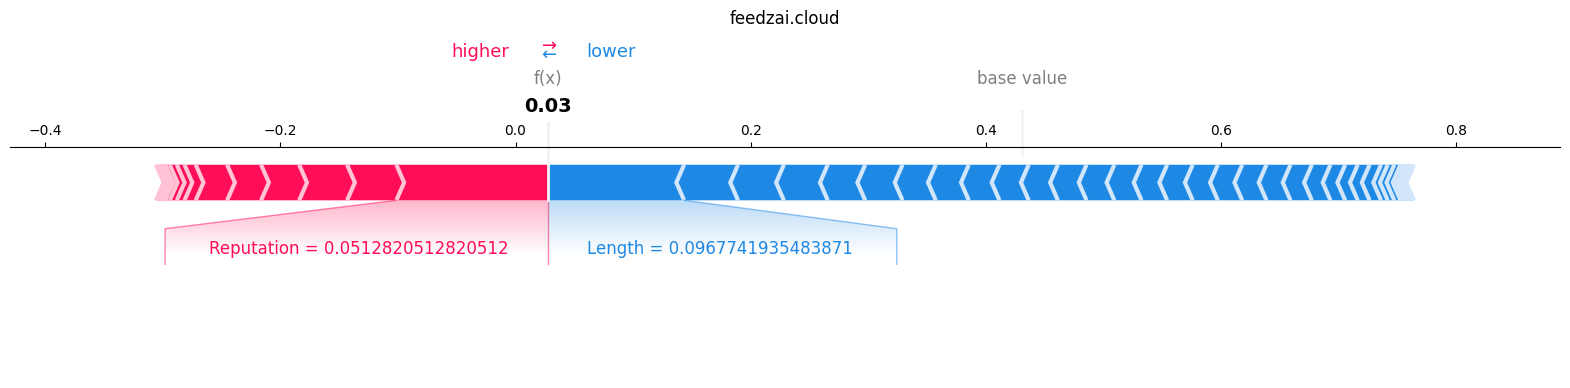 feedzai.cloud
higher ⇄ lower
f(x) base value
0.03
−0.4 −0.2 0.0 0.2 0.4 0.6 0.8
Reputation = 0.0512820512820512 Length = 0.0967741935483871